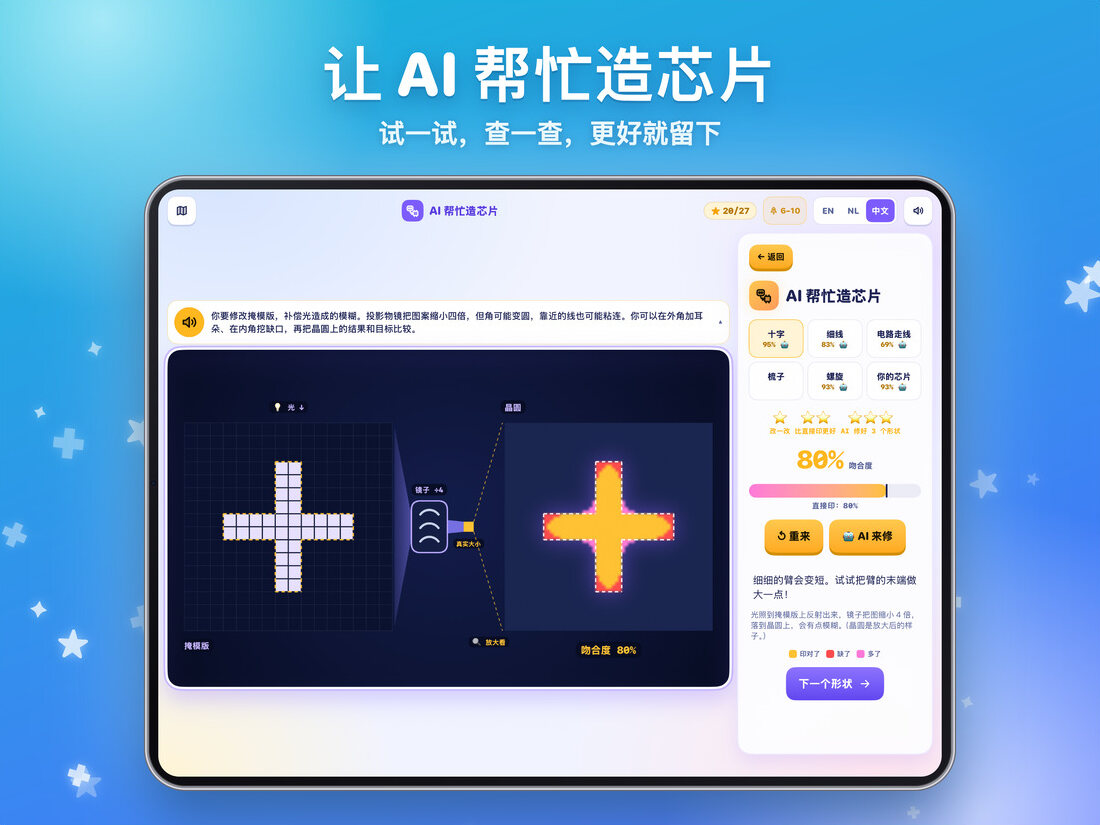 让 AI 帮忙造芯片
试一试，查一查，更好就留下
AI 帮忙造芯片
20/27
6-10
EN NL 中文
你要修改掩模版，补偿光造成的模糊。投影物镜把图案缩小四倍，但角可能变圆，靠近的线也可能粘连。你可以在外角加耳
朵、在内角挖缺口，再把晶圆上的结果和目标比较。
光 ↓
晶圆
镜子 ÷4
真实大小
掩模版
放大看
吻合度 80%
← 返回
AI 帮忙造芯片
十字
95%
细线
83%
电路走线
69%
梳子
螺旋
93%
你的芯片
93%
改一改 比直接印更好 AI 修好 3 个形状
80% 吻合度
直接印: 80%
重来
AI 来修
细细的臂会变短。试试把臂的末端做
大一点！
光照到掩模版上反射出来，镜子把图缩小 4 倍，
落到晶圆上，会有点模糊。（晶圆是放大后的样
子。）
印对了 缺了 多了
下一个形状 →